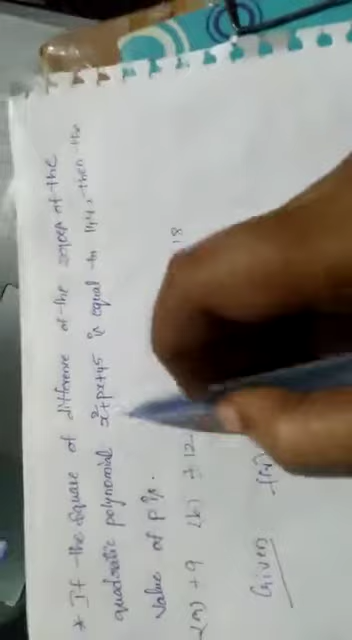 * If the square of difference of the zeroes of the
quadratic polynomial x²+px+45 is equal to 144, then the
value of P is.
(a) ±9 (b) ±12 18
Given f(x)